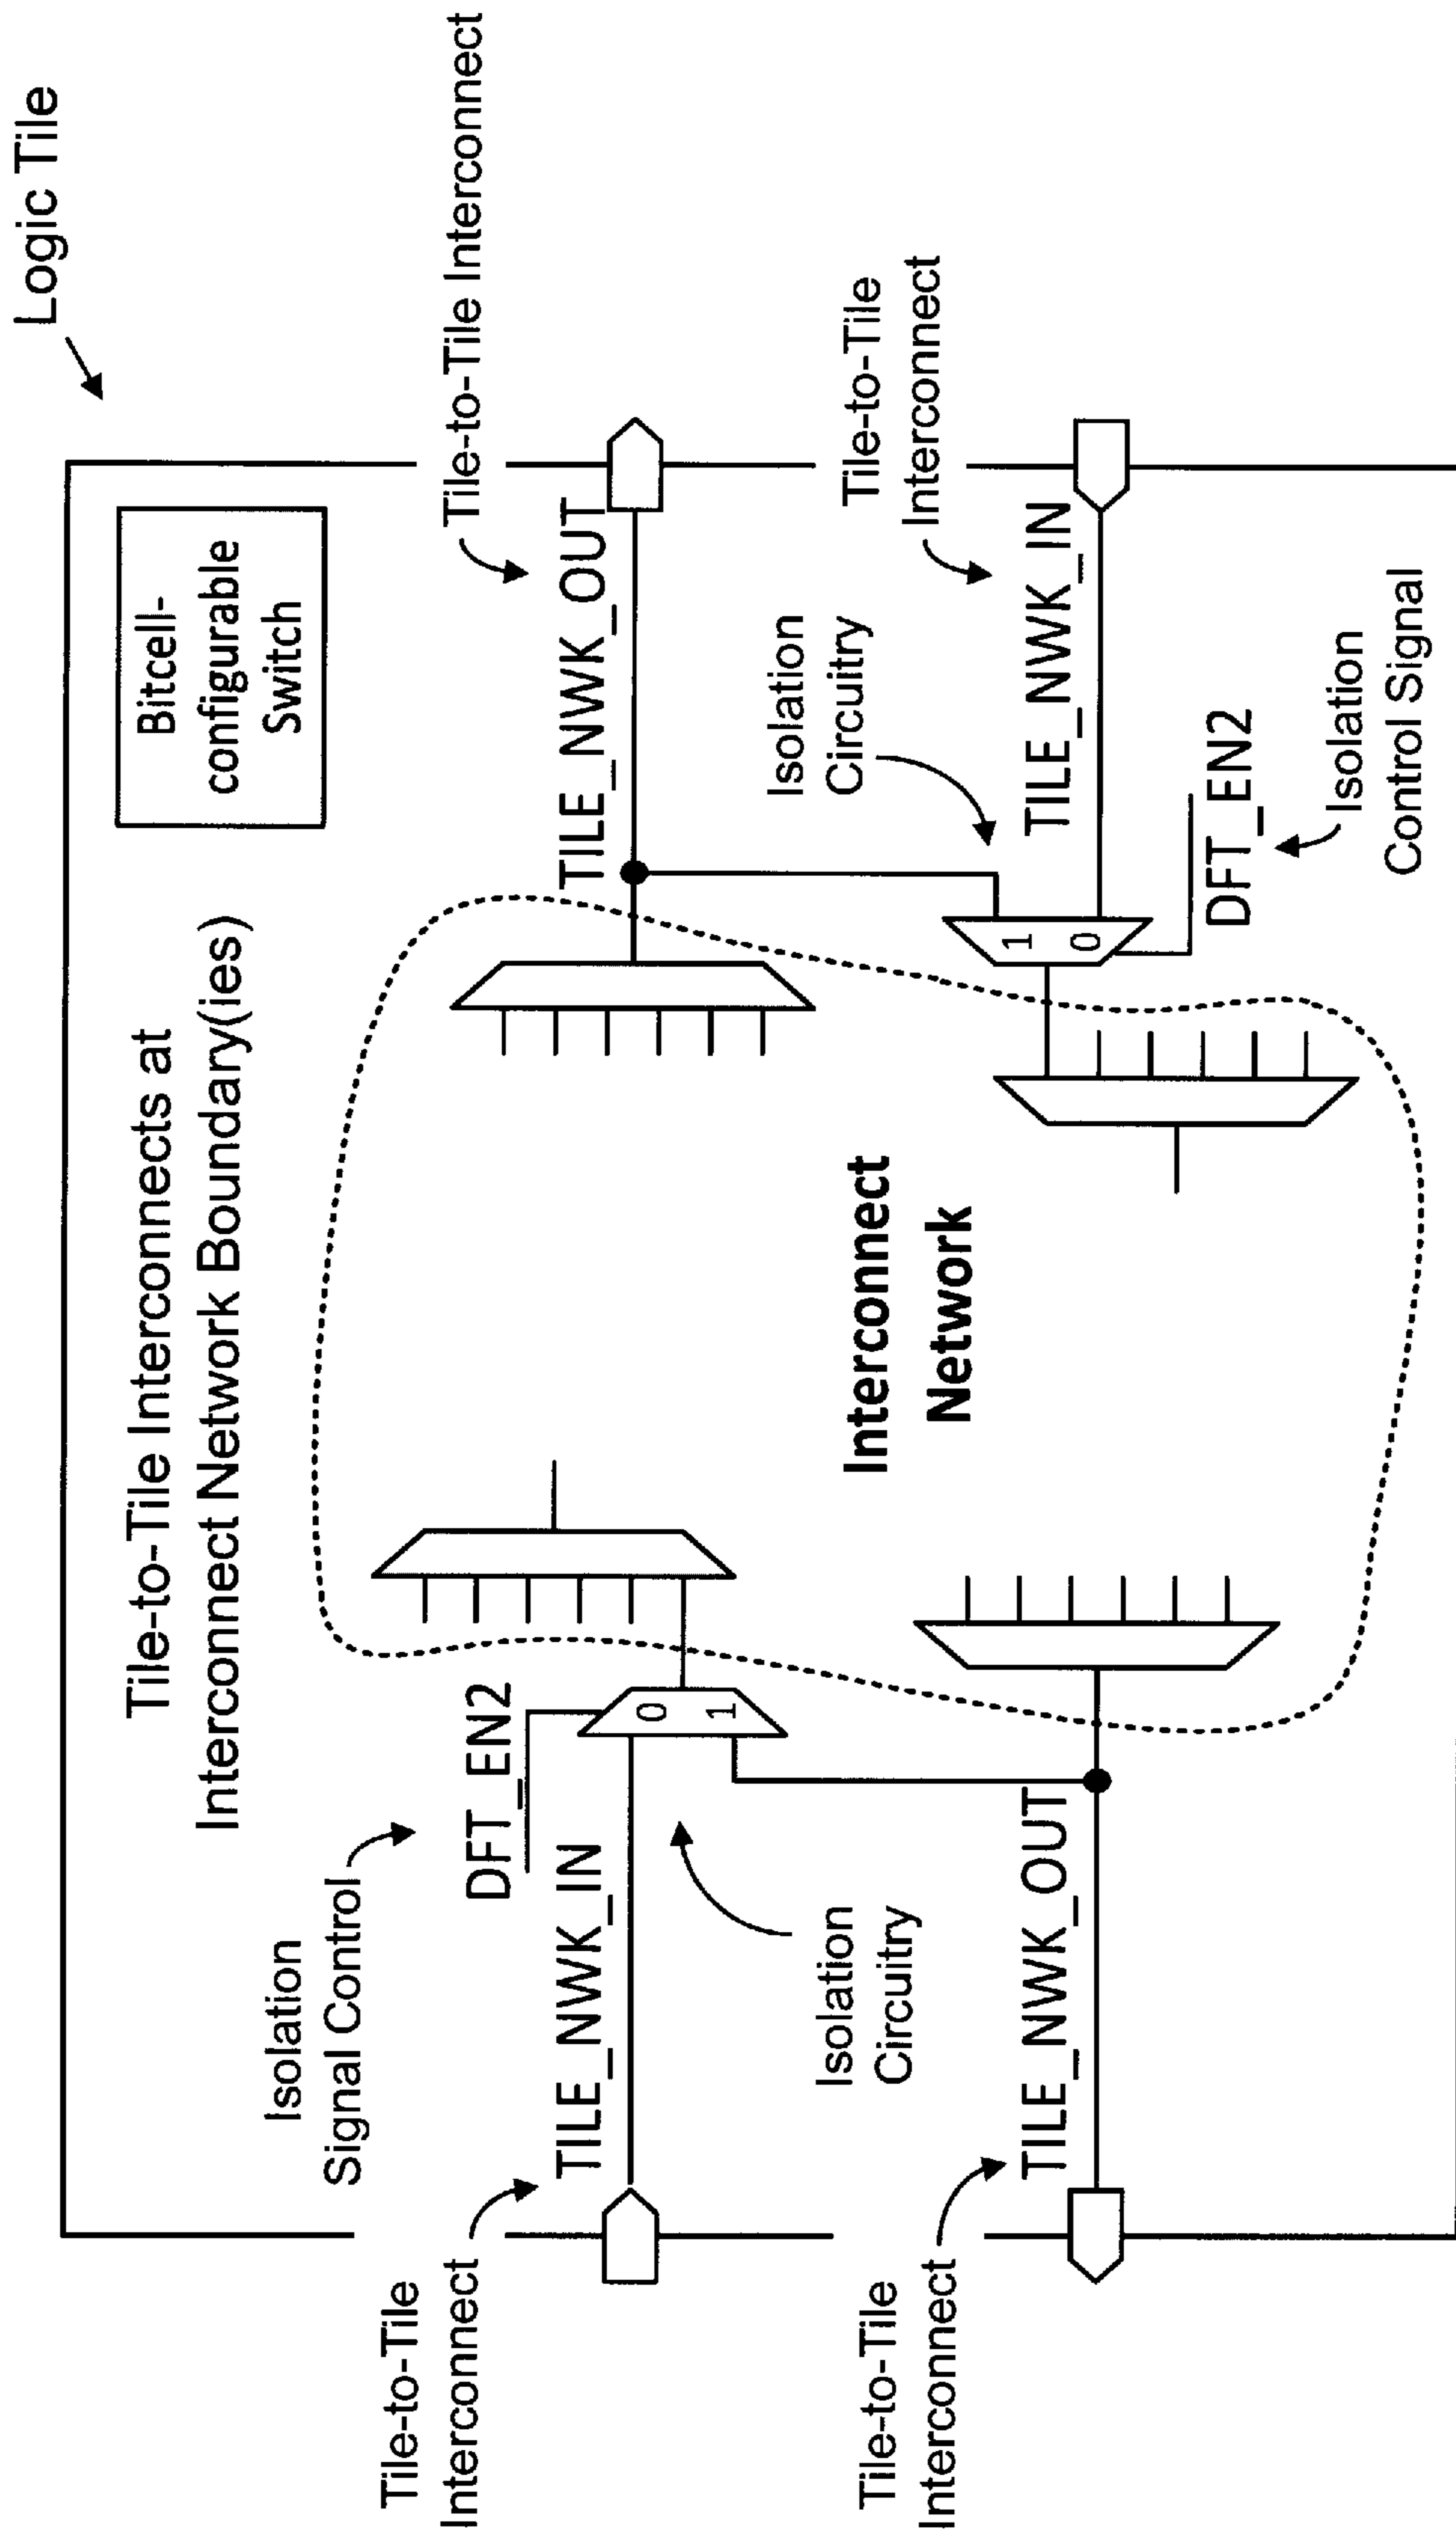 Logic Tile
Tile-to-Tile Interconnects at
Interconnect Network Boundary(ies)
Bitcell-
configurable
Switch
Isolation
Signal Control
DFT_EN2
Tile-to-Tile
Interconnect
TILE_NWK_IN
0
1
Isolation
Circuitry
Tile-to-Tile
Interconnect
TILE_NWK_OUT
Interconnect
Network
Tile-to-Tile Interconnect
TILE_NWK_OUT
Isolation
Circuitry
Tile-to-Tile
Interconnect
TILE_NWK_IN
1
0
DFT_EN2
Isolation
Control Signal